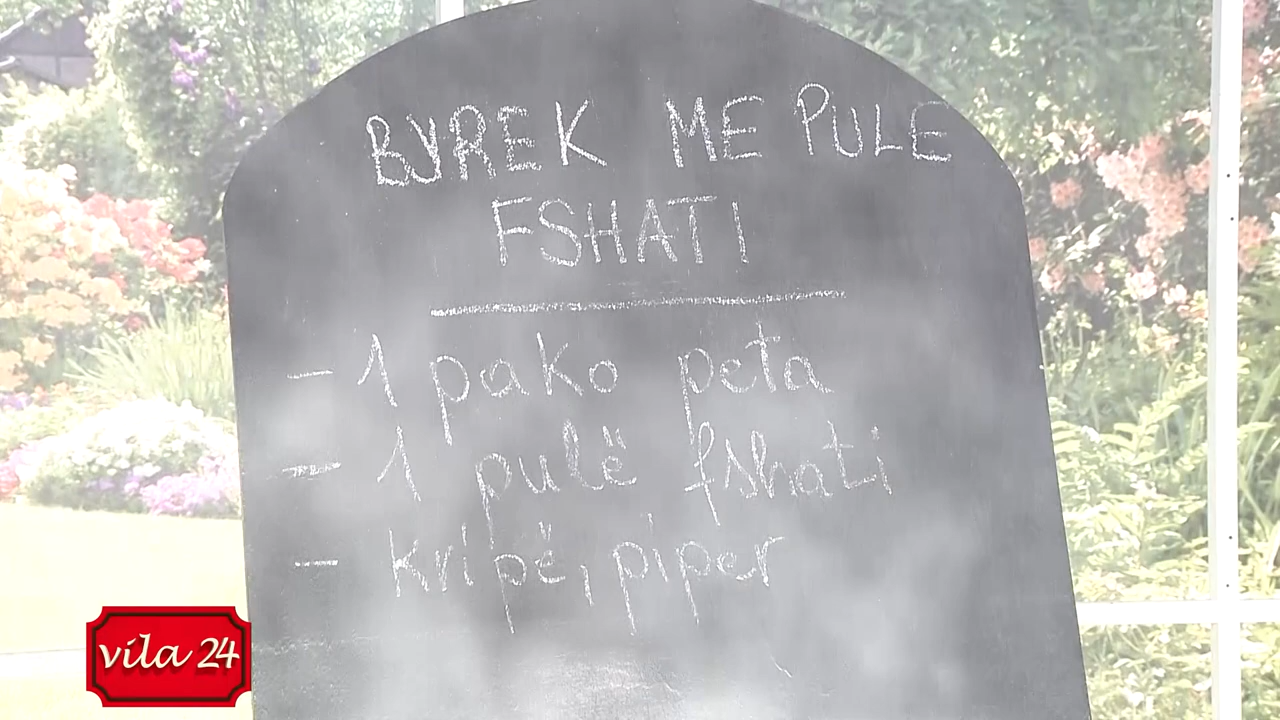 BYREK ME PULE
FSHATI
- 1 pako peta
- 1 pulë fshati
- kripë, piper
vila 24